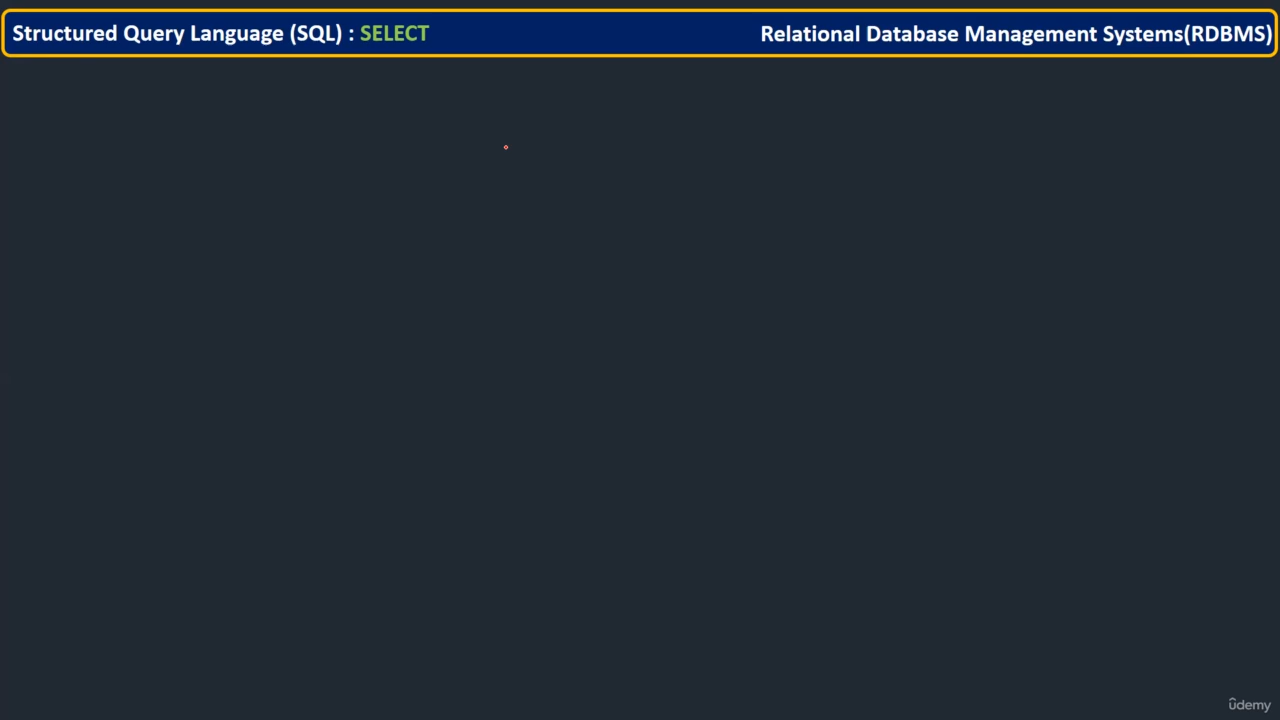 Structured Query Language (SQL) : SELECT
Relational Database Management Systems(RDBMS)
ûdemy